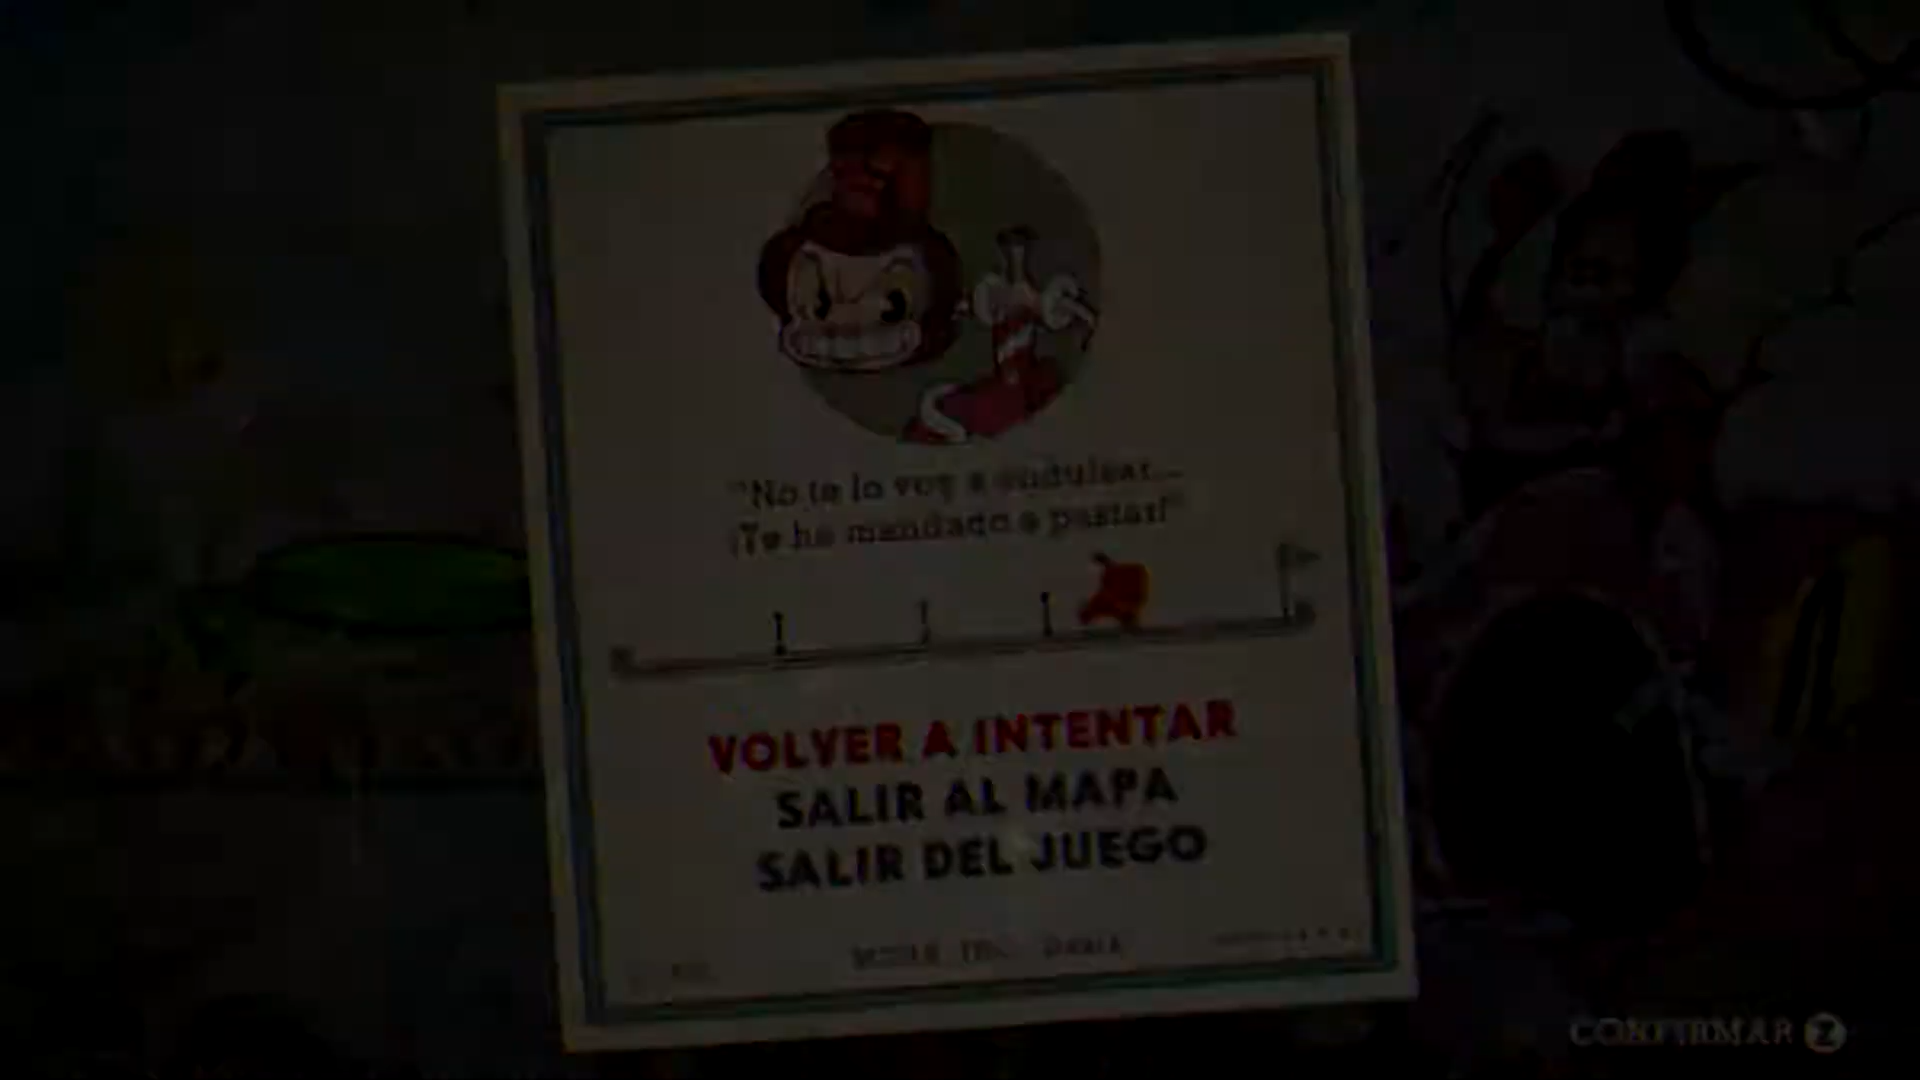 "No te lo voy a endulzar...
¡Te he mandado a pastar!"
VOLVER A INTENTAR
SALIR AL MAPA
SALIR DEL JUEGO
CONFIRMAR Z